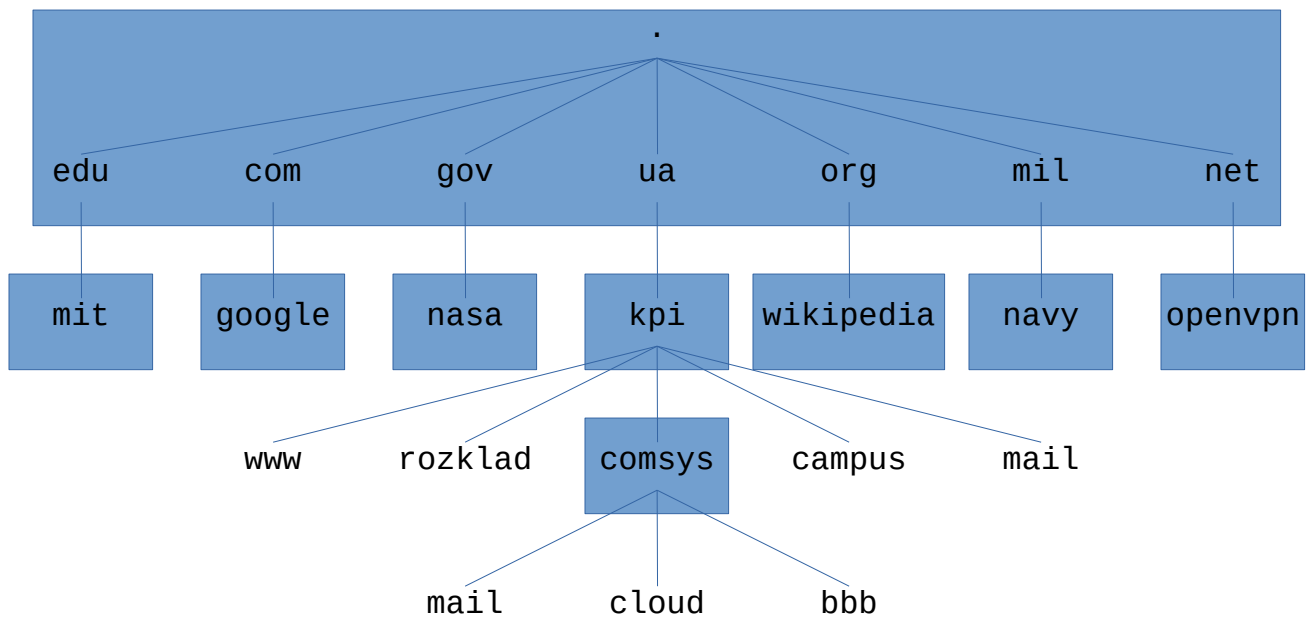 .
edu com gov ua org mil net
mit google nasa kpi wikipedia navy openvpn
www rozklad comsys campus mail
mail cloud bbb